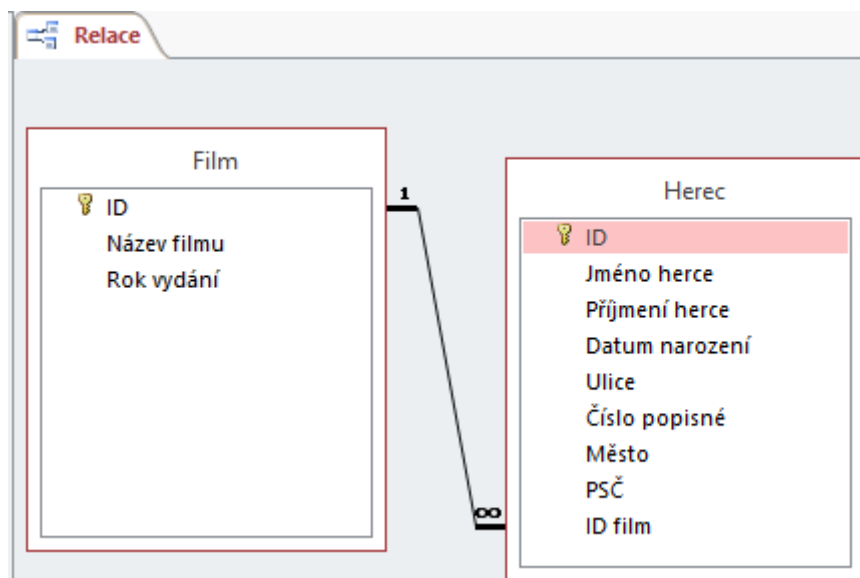 Relace
Film
ID
Název filmu
Rok vydání
1
∞
Herec
ID
Jméno herce
Příjmení herce
Datum narození
Ulice
Číslo popisné
Město
PSČ
ID film